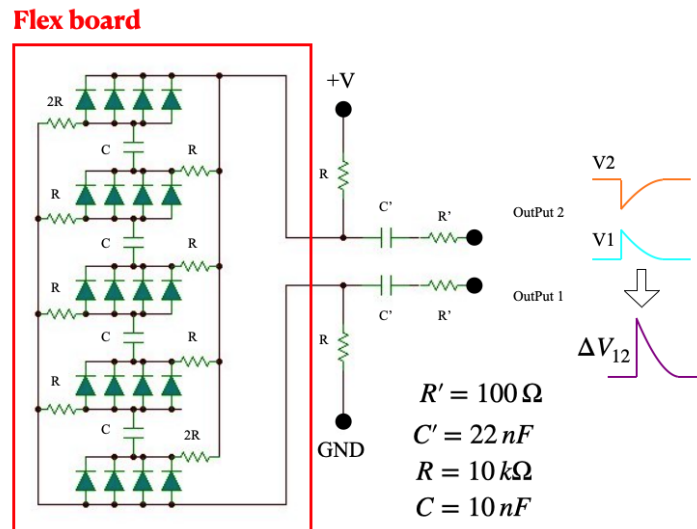 Flex board
2R
C
R
R
C
R
R
C
R
R
C
2R
+V
R
C'
R'
OutPut 2
OutPut 1
C'
R'
R
GND
V2
V1
ΔV₁₂
R′ = 100 Ω
C′ = 22 nF
R = 10 kΩ
C = 10 nF